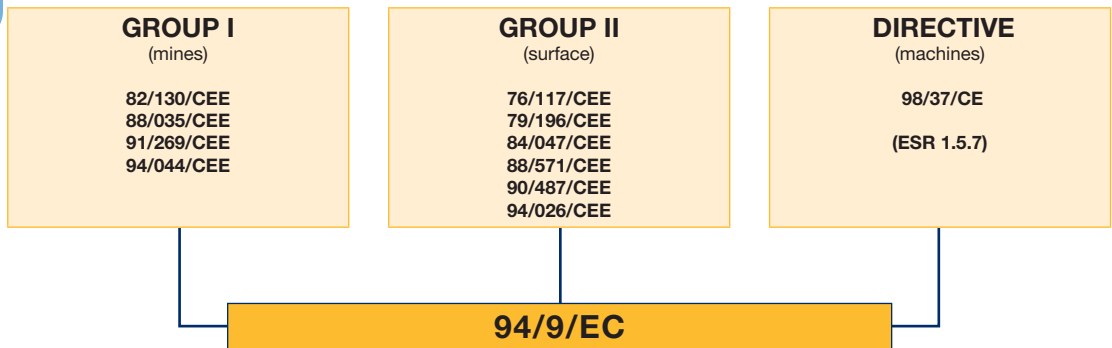 GROUP I
(mines)
82/130/CEE
88/035/CEE
91/269/CEE
94/044/CEE
GROUP II
(surface)
76/117/CEE
79/196/CEE
84/047/CEE
88/571/CEE
90/487/CEE
94/026/CEE
DIRECTIVE
(machines)
98/37/CE
(ESR 1.5.7)
94/9/EC